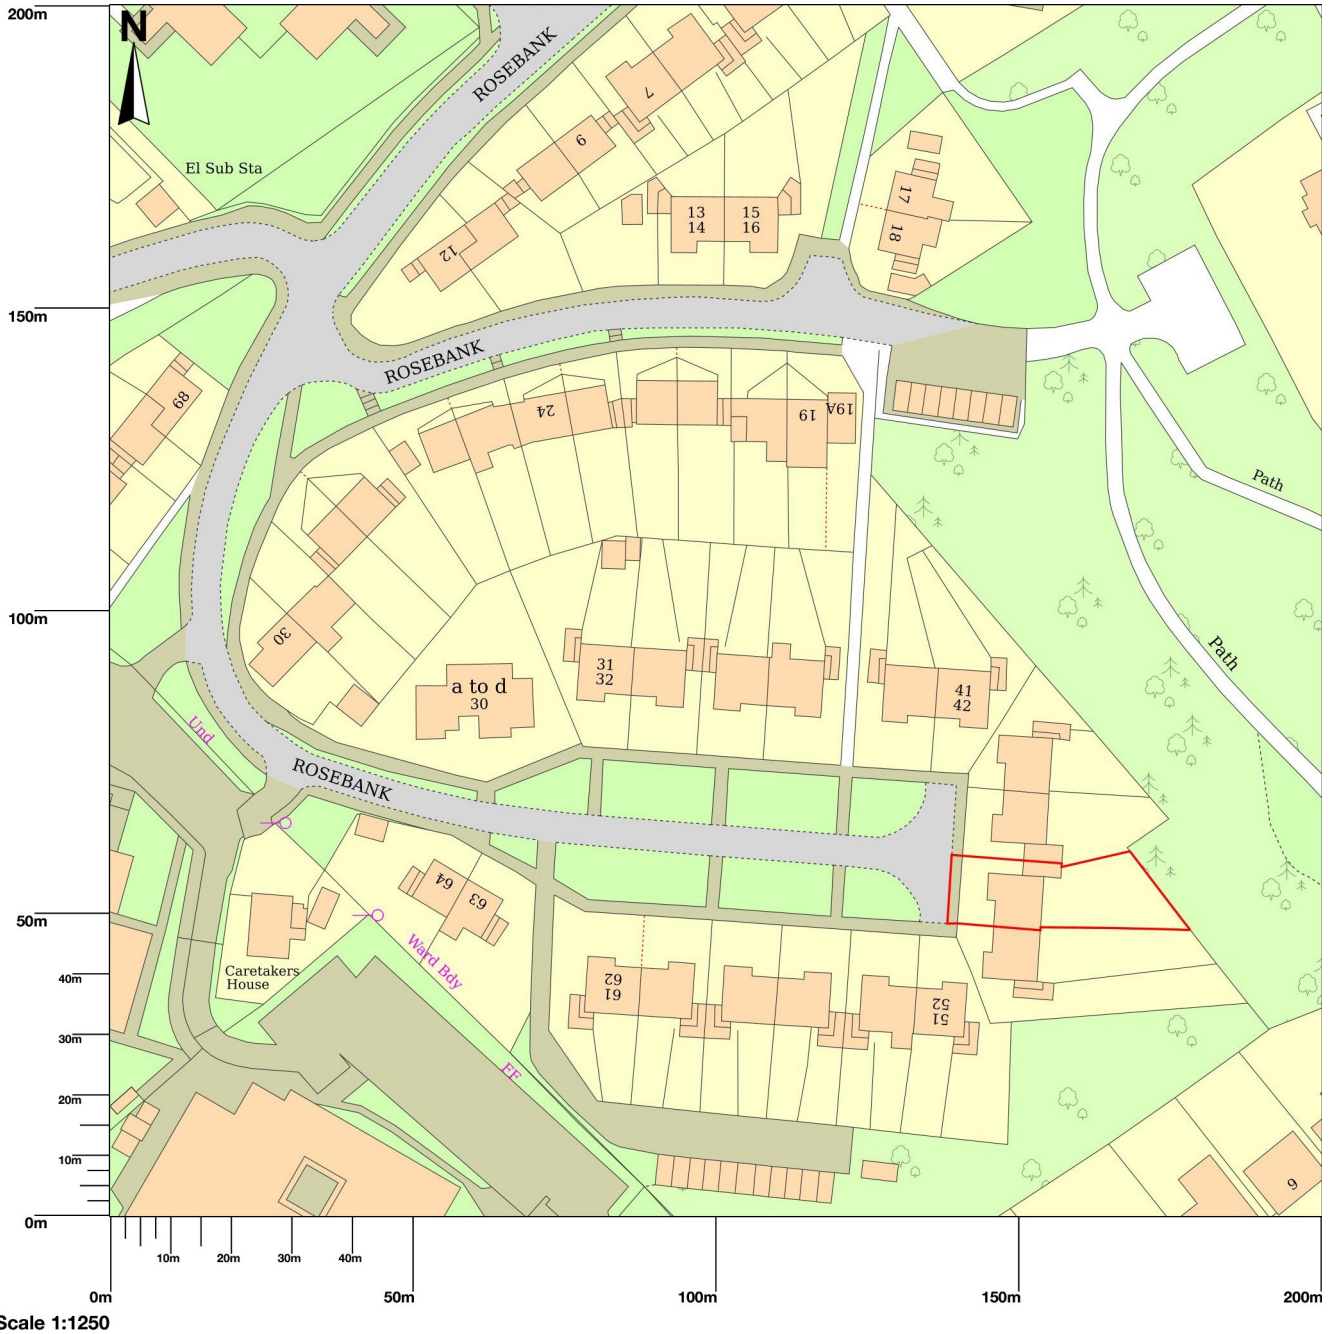 200m
N
ROSEBANK
7
9
El Sub Sta
17
13
15
14
16
18
12
150m
ROSEBANK
68
24
19
19A
Path
100m
30
31
32
a to d
30
41
42
Path
Und
ROSEBANK
64
63
50m
Ward Bdy
40m
Caretakers
House
62
61
52
51
30m
FF
20m
10m
9
0m
10m
20m
30m
40m
0m
50m
100m
150m
200m
Scale 1:1250